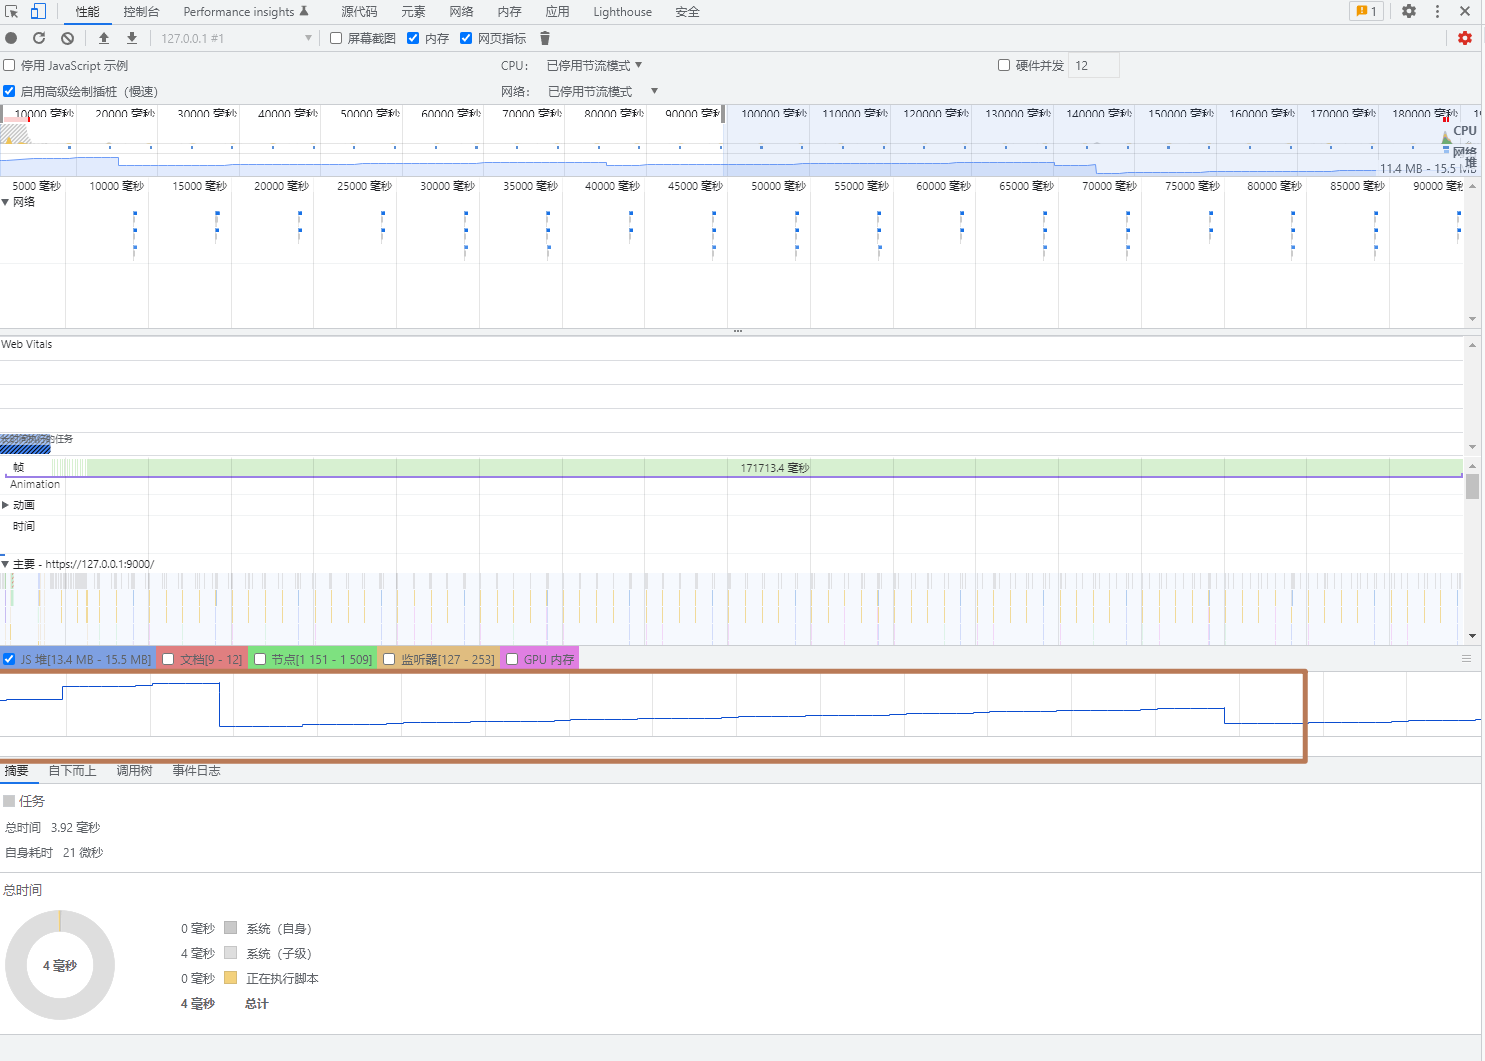 性能 控制台 Performance insights 源代码 元素 网络 内存 应用 Lighthouse 安全 1
127.0.0.1 #1 屏幕截图 内存 网页指标
停用 JavaScript 示例 CPU： 已停用节流模式 硬件并发 12
启用高级绘制插桩（慢速） 网络： 已停用节流模式
10000 毫秒 20000 毫秒 30000 毫秒 40000 毫秒 50000 毫秒 60000 毫秒 70000 毫秒 80000 毫秒 90000 毫秒 100000 毫秒 110000 毫秒 120000 毫秒 130000 毫秒 140000 毫秒 150000 毫秒 160000 毫秒 170000 毫秒 180000 毫秒
CPU
网络
堆
11.4 MB - 15.5 MB
5000 毫秒 10000 毫秒 15000 毫秒 20000 毫秒 25000 毫秒 30000 毫秒 35000 毫秒 40000 毫秒 45000 毫秒 50000 毫秒 55000 毫秒 60000 毫秒 65000 毫秒 70000 毫秒 75000 毫秒 80000 毫秒 85000 毫秒 90000 毫秒
网络
Web Vitals
长时间执行的任务
帧 171713.4 毫秒
Animation
动画
时间
主要 - https://127.0.0.1:9000/
JS 堆[13.4 MB - 15.5 MB] 文档[9 - 12] 节点[1 151 - 1 509] 监听器[127 - 253] GPU 内存
摘要 自下而上 调用树 事件日志
任务
总时间 3.92 毫秒
自身耗时 21 微秒
总时间
4 毫秒
0 毫秒 系统（自身）
4 毫秒 系统（子级）
0 毫秒 正在执行脚本
4 毫秒 总计